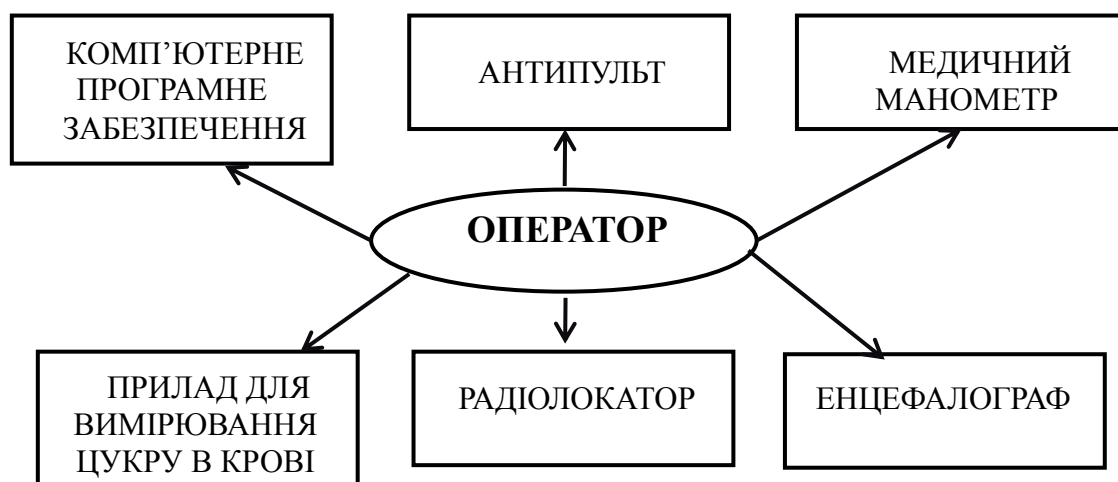 КОМП’ЮТЕРНЕ
ПРОГРАМНЕ
ЗАБЕЗПЕЧЕННЯ
АНТИПУЛЬТ
МЕДИЧНИЙ
МАНОМЕТР
ОПЕРАТОР
ПРИЛАД ДЛЯ
ВИМІРЮВАННЯ
ЦУКРУ В КРОВІ
РАДІОЛОКАТОР
ЕНЦЕФАЛОГРАФ